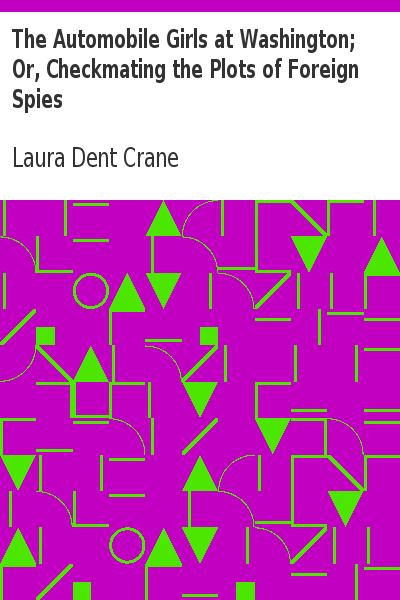 The Automobile Girls at Washington;
Or, Checkmating the Plots of Foreign
Spies
Laura Dent Crane